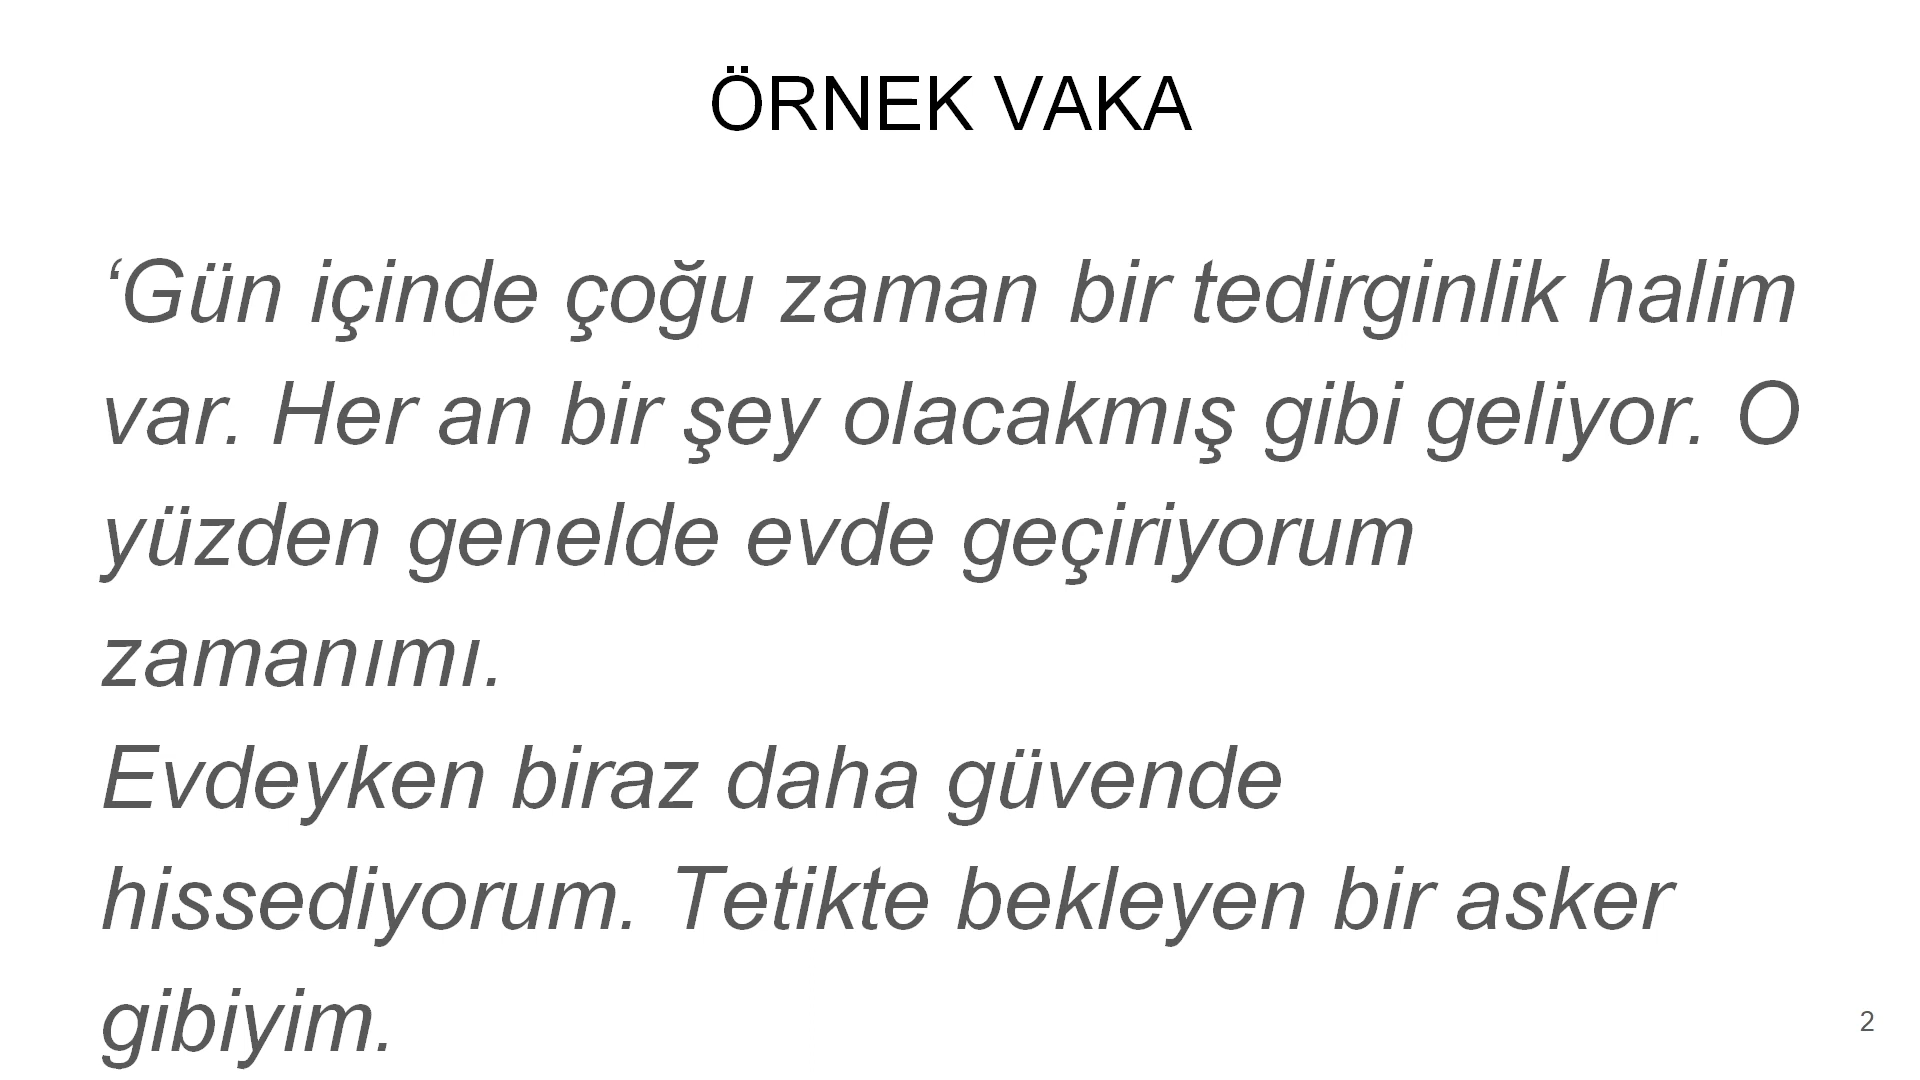 ÖRNEK VAKA
‘Gün içinde çoğu zaman bir tedirginlik halim
var. Her an bir şey olacakmış gibi geliyor. O
yüzden genelde evde geçiriyorum
zamanımı.
Evdeyken biraz daha güvende
hissediyorum. Tetikte bekleyen bir asker
gibiyim.
2